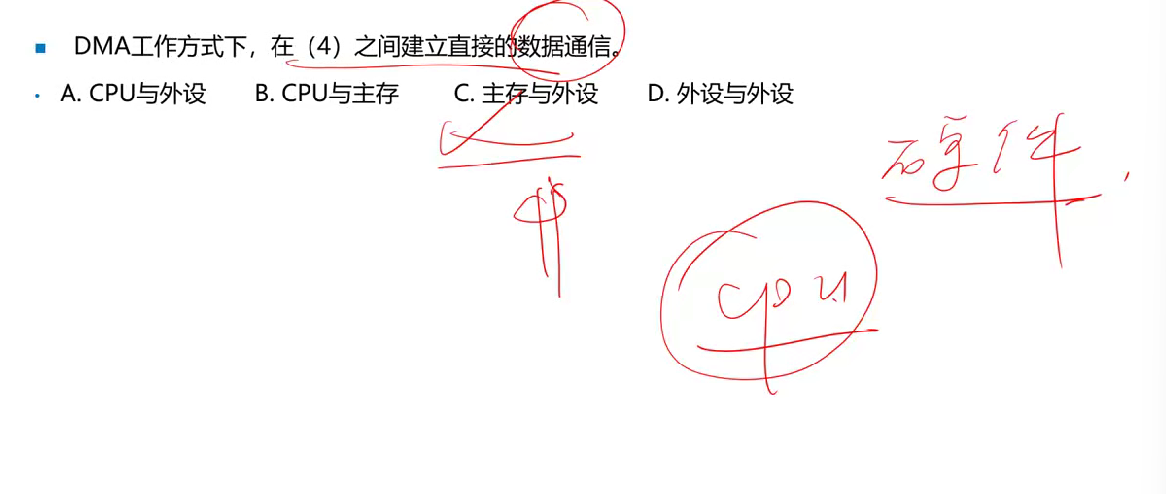 DMA工作方式下，在（4）之间建立直接的数据通信。
A. CPU与外设 B. CPU与主存 C. 主存与外设 D. 外设与外设
硬件
CPU